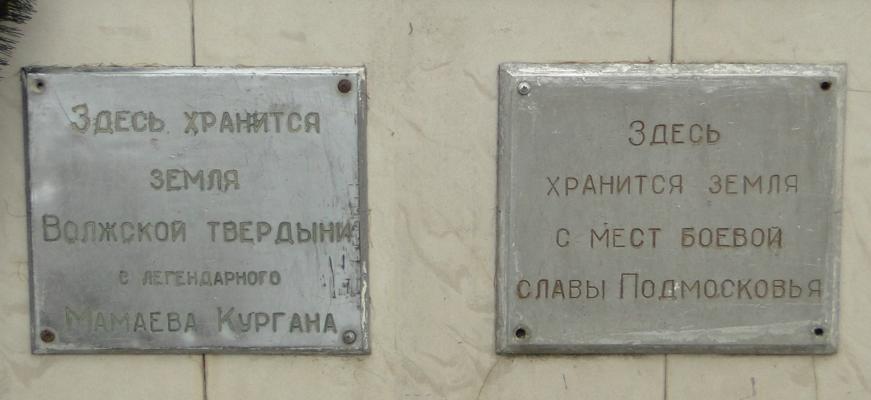 Здесь хранится
земля
Волжской твердыни
с легендарного
Мамаева Кургана
Здесь
хранится земля
с мест боевой
славы Подмосковья